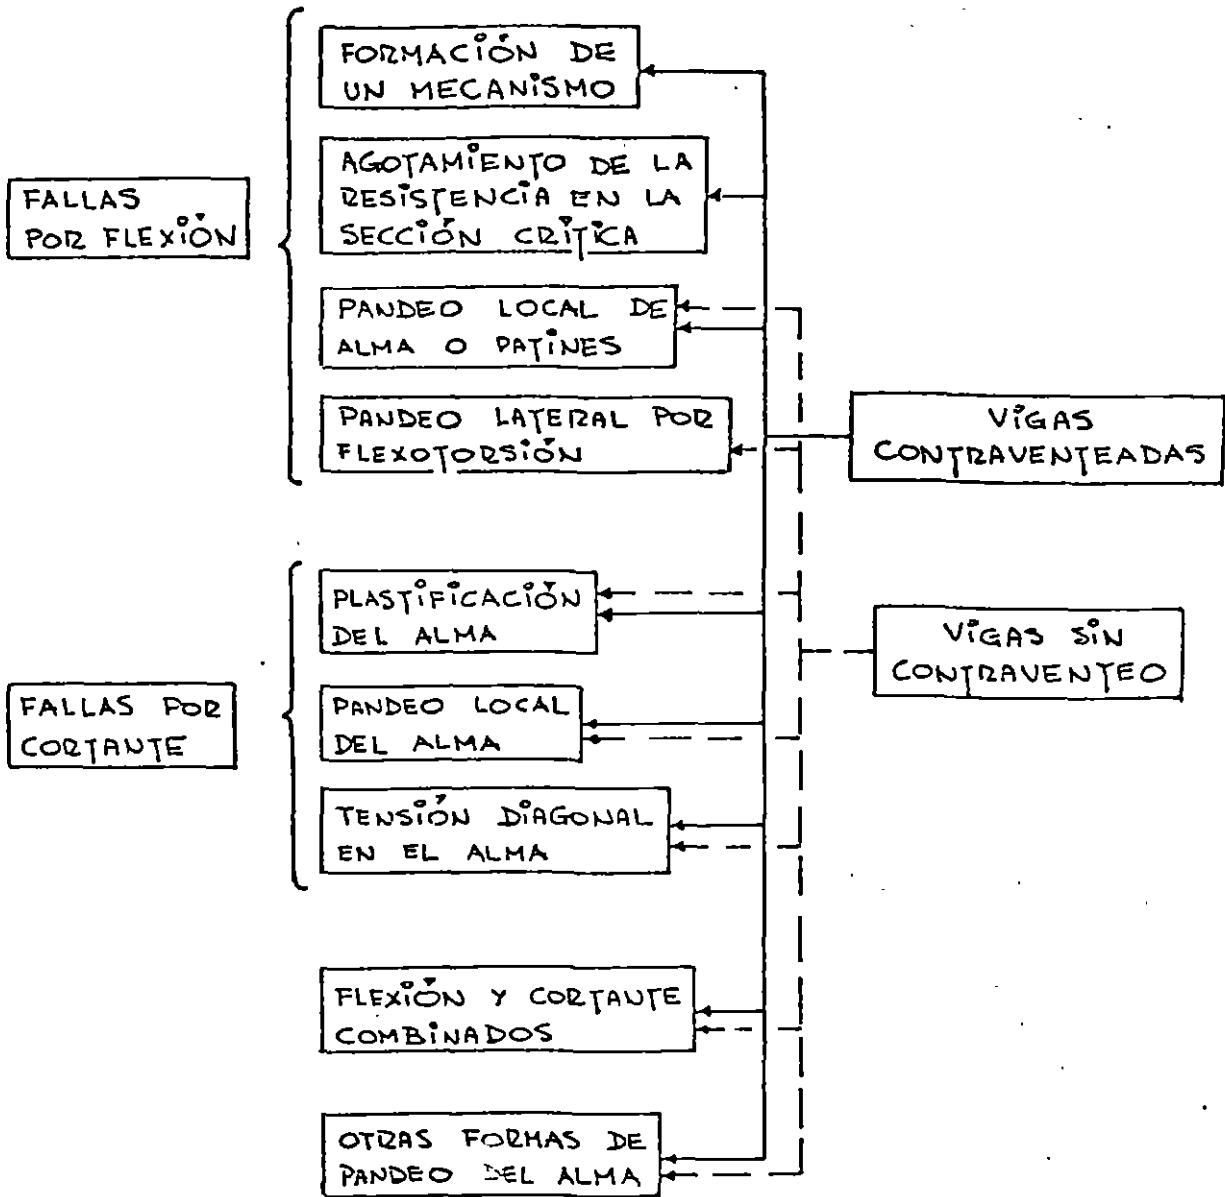 FORMACIÓN DE
UN MECANISMO
AGOTAMIENTO DE LA
RESISTENCIA EN LA
SECCIÓN CRÍTICA
FALLAS
POR FLEXIÓN
PANDEO LOCAL DE
ALMA O PATINES
PANDEO LATERAL POR
FLEXOTORSIÓN
VIGAS
CONTRAVENTEADAS
PLASTIFICACIÓN
DEL ALMA
VIGAS SIN
CONTRAVENTEO
FALLAS POR
CORTANTE
PANDEO LOCAL
DEL ALMA
TENSIÓN DIAGONAL
EN EL ALMA
FLEXIÓN Y CORTANTE
COMBINADOS
OTRAS FORMAS DE
PANDEO DEL ALMA